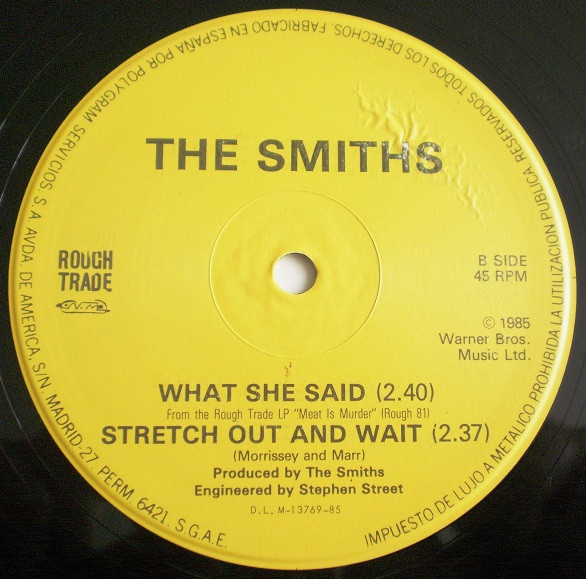 RESERVADOS TODOS LOS DERECHOS. FABRICADO EN ESPAÑA POR POLYGRAM SERVICIOS, S.A. AVDA. DE AMERICA, S/N MADRID-27. PERM. 6421. S.G.A.E.
IMPUESTO DE LUJO A METALICO PROHIBIDA LA UTILIZACION PUBLICA
THE SMITHS
ROUGH
TRADE
B SIDE
45 RPM
© 1985
Warner Bros.
Music Ltd.
WHAT SHE SAID (2.40)
From the Rough Trade LP "Meat Is Murder" (Rough 81)
STRETCH OUT AND WAIT (2.37)
(Morrissey and Marr)
Produced by The Smiths
Engineered by Stephen Street
D.L. M-13769-85